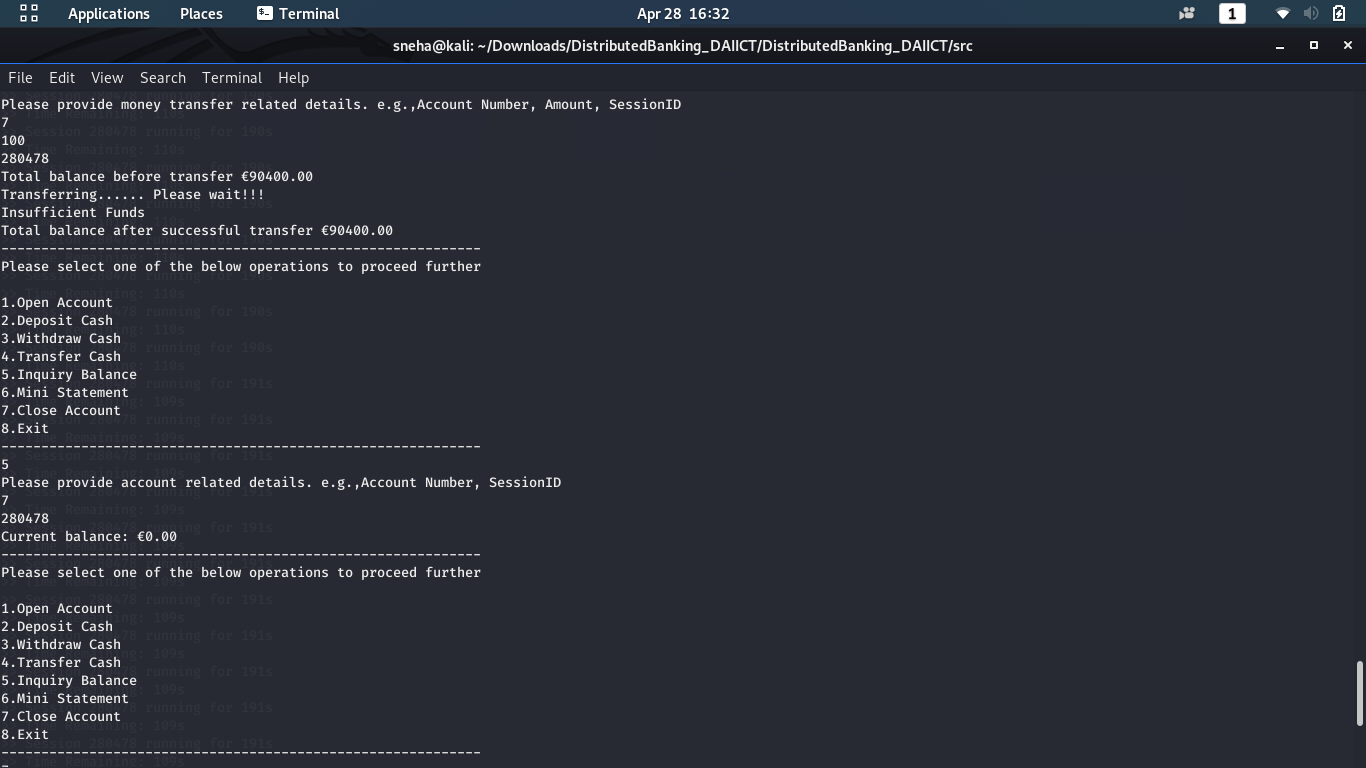 Applications Places Terminal Apr 28 16:32 1
sneha@kali: ~/Downloads/DistributedBanking_DAIICT/DistributedBanking_DAIICT/src
File Edit View Search Terminal Help
Please provide money transfer related details. e.g.,Account Number, Amount, SessionID
7
100
280478
Total balance before transfer €90400.00
Transferring...... Please wait!!!
Insufficient Funds
Total balance after successful transfer €90400.00
------------------------------------------------------------
Please select one of the below operations to proceed further
1.Open Account
2.Deposit Cash
3.Withdraw Cash
4.Transfer Cash
5.Inquiry Balance
6.Mini Statement
7.Close Account
8.Exit
------------------------------------------------------------
5
Please provide account related details. e.g.,Account Number, SessionID
7
280478
Current balance: €0.00
------------------------------------------------------------
Please select one of the below operations to proceed further
1.Open Account
2.Deposit Cash
3.Withdraw Cash
4.Transfer Cash
5.Inquiry Balance
6.Mini Statement
7.Close Account
8.Exit
------------------------------------------------------------